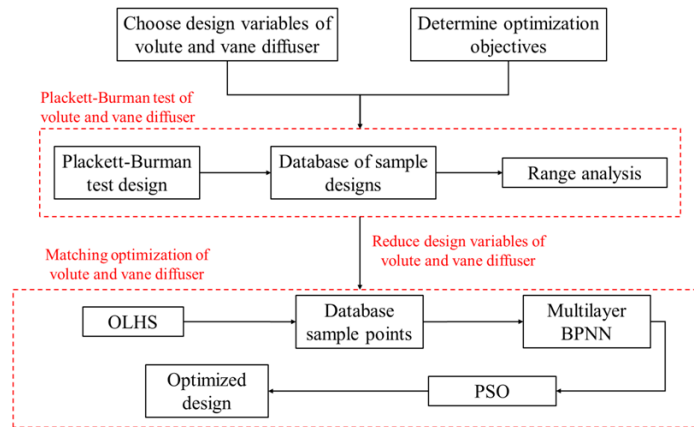 Choose design variables of
volute and vane diffuser
Determine optimization
objectives
Plackett-Burman test of
volute and vane diffuser
Plackett-Burman
test design
Database of sample
designs
Range analysis
Reduce design variables of
volute and vane diffuser
Matching optimization of
volute and vane diffuser
OLHS
Database
sample points
Multilayer
BPNN
Optimized
design
PSO